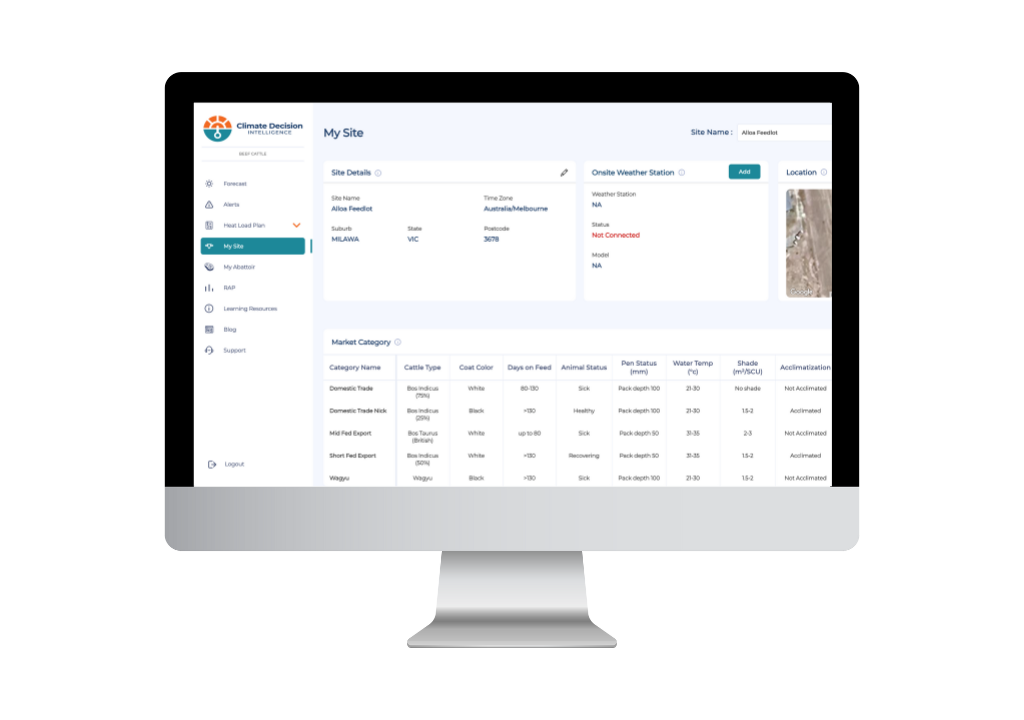 Climate Decision
INTELLIGENCE
BEEF CATTLE
Forecast
Alerts
Heat Load Plan
My Site
My Abattoir
RAP
Learning Resources
Blog
Support
Logout
My Site
Site Name : Alloa Feedlot
Site Details
Site Name Time Zone
Alloa Feedlot Australia/Melbourne
Suburb State Postcode
MILAWA VIC 3678
Onsite Weather Station Add
Weather Station
NA
Status
Not Connected
Model
NA
Location
Google
Market Category
Category Name Cattle Type Coat Color Days on Feed Animal Status Pen Status (mm) Water Temp (°c) Shade (m²/SCU) Acclimatization
Domestic Trade Bos Indicus (75%) White 80-130 Sick Pack depth 100 21-30 No shade Not Acclimated
Domestic Trade Nick Bos Indicus (25%) Black >130 Healthy Pack depth 100 21-30 1.5-2 Acclimated
Mid Fed Export Bos Taurus (British) White up to 80 Sick Pack depth 50 31-35 2-3 Not Acclimated
Short Fed Export Bos Indicus (50%) White >130 Recovering Pack depth 50 31-35 1.5-2 Acclimated
Wagyu Wagyu Black >130 Sick Pack depth 100 21-30 1.5-2 Not Acclimated